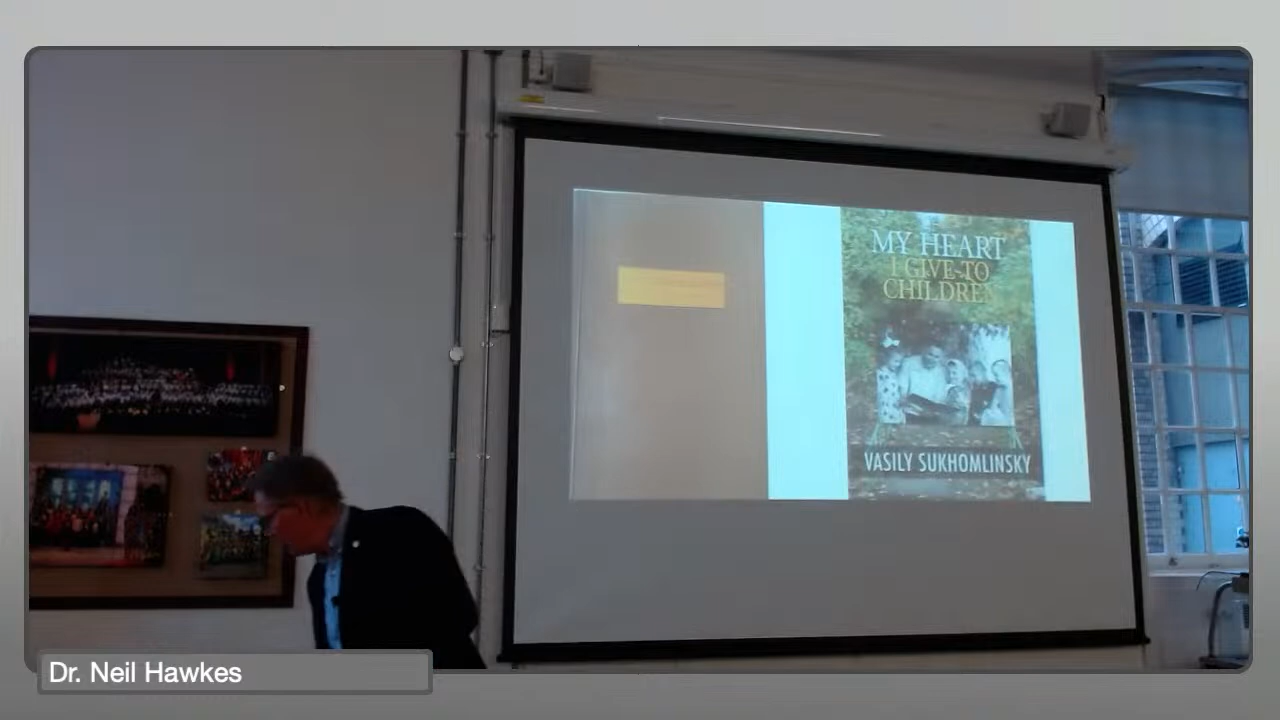 MY HEART
I GIVE TO
CHILDREN
VASILY SUKHOMLINSKY
Dr. Neil Hawkes